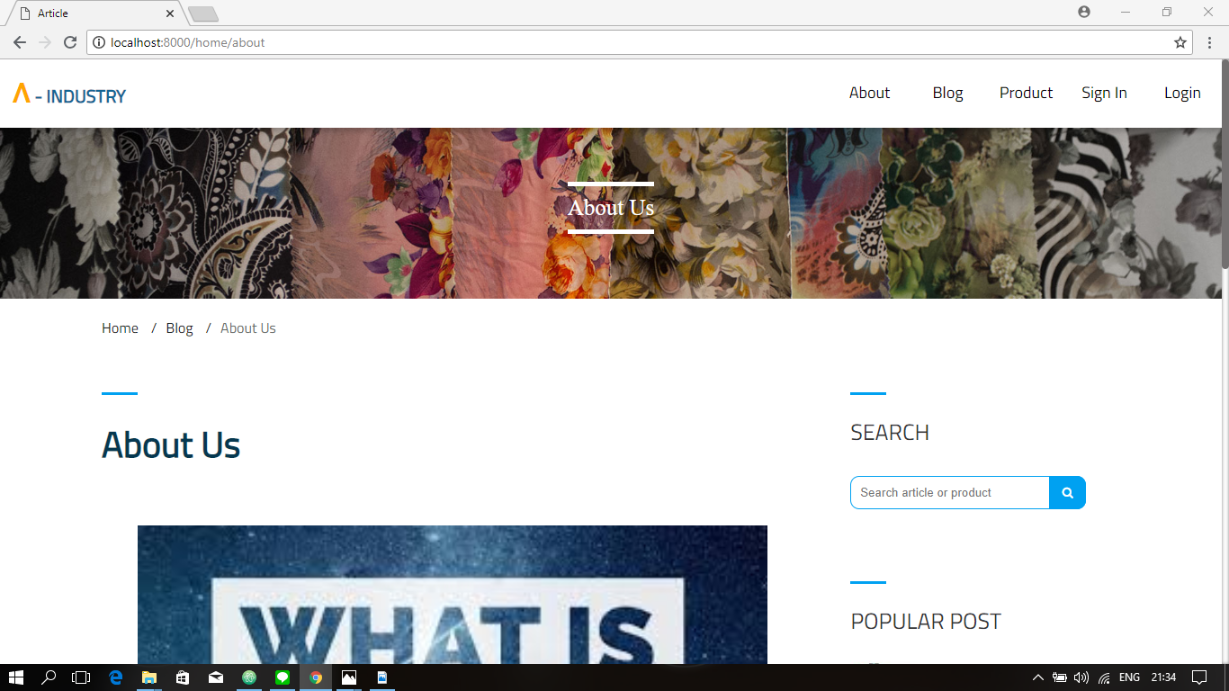 Article
localhost:8000/home/about
Λ - INDUSTRY
About Blog Product Sign In Login
About Us
Home / Blog / About Us
About Us
SEARCH
Search article or product
WHAT IS
POPULAR POST
ENG 21:34